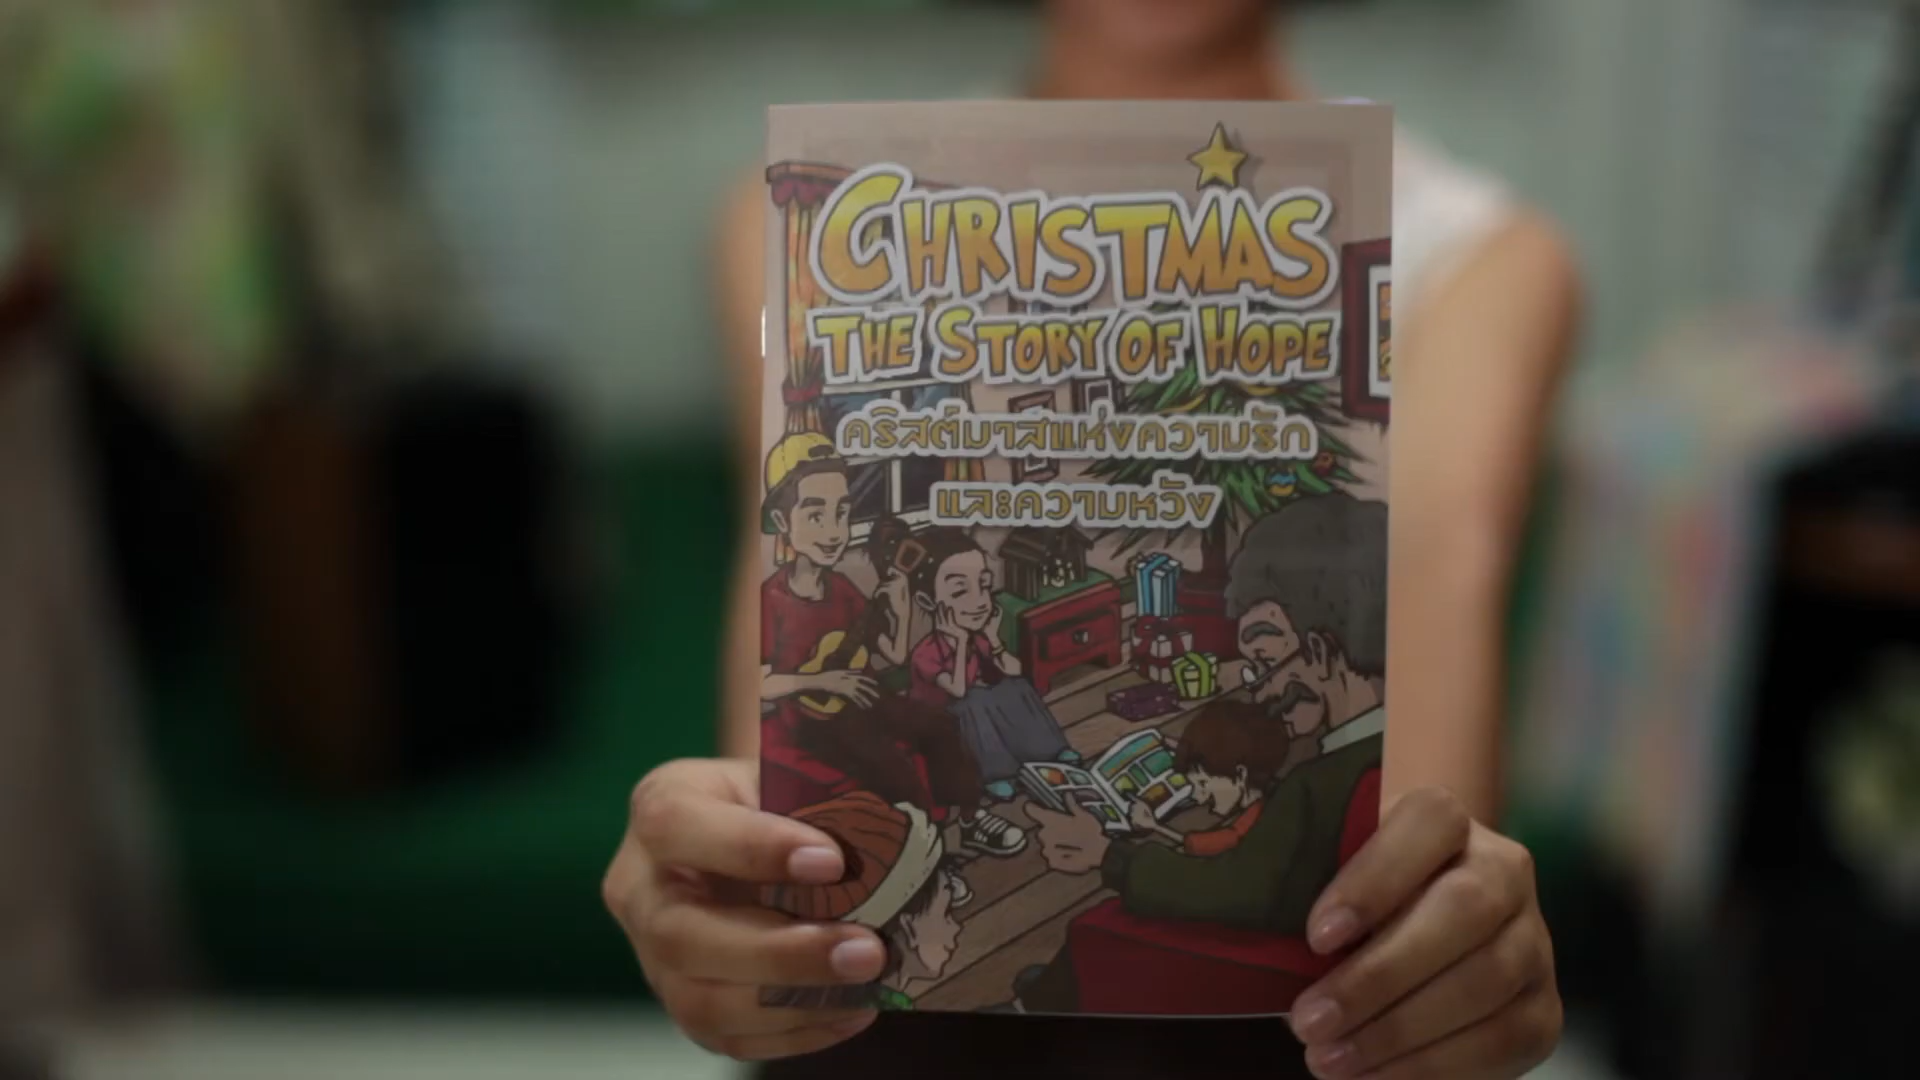 CHRISTMAS
THE STORY OF HOPE
คริสต์มาสแห่งความรัก
และความหวัง